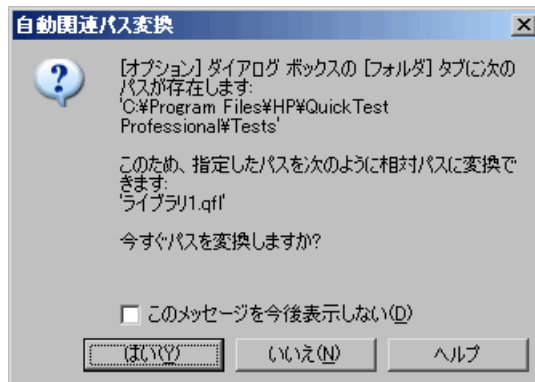 自動関連パス変換
[オプション] ダイアログ ボックスの [フォルダ] タブに次の
パスが存在します:
'C:¥Program Files¥HP¥QuickTest
Professional¥Tests'
このため、指定したパスを次のように相対パスに変換で
きます:
'ライブラリ1.qfl'
今すぐパスを変換しますか?
このメッセージを今後表示しない(D)
はい(Y) いいえ(N) ヘルプ